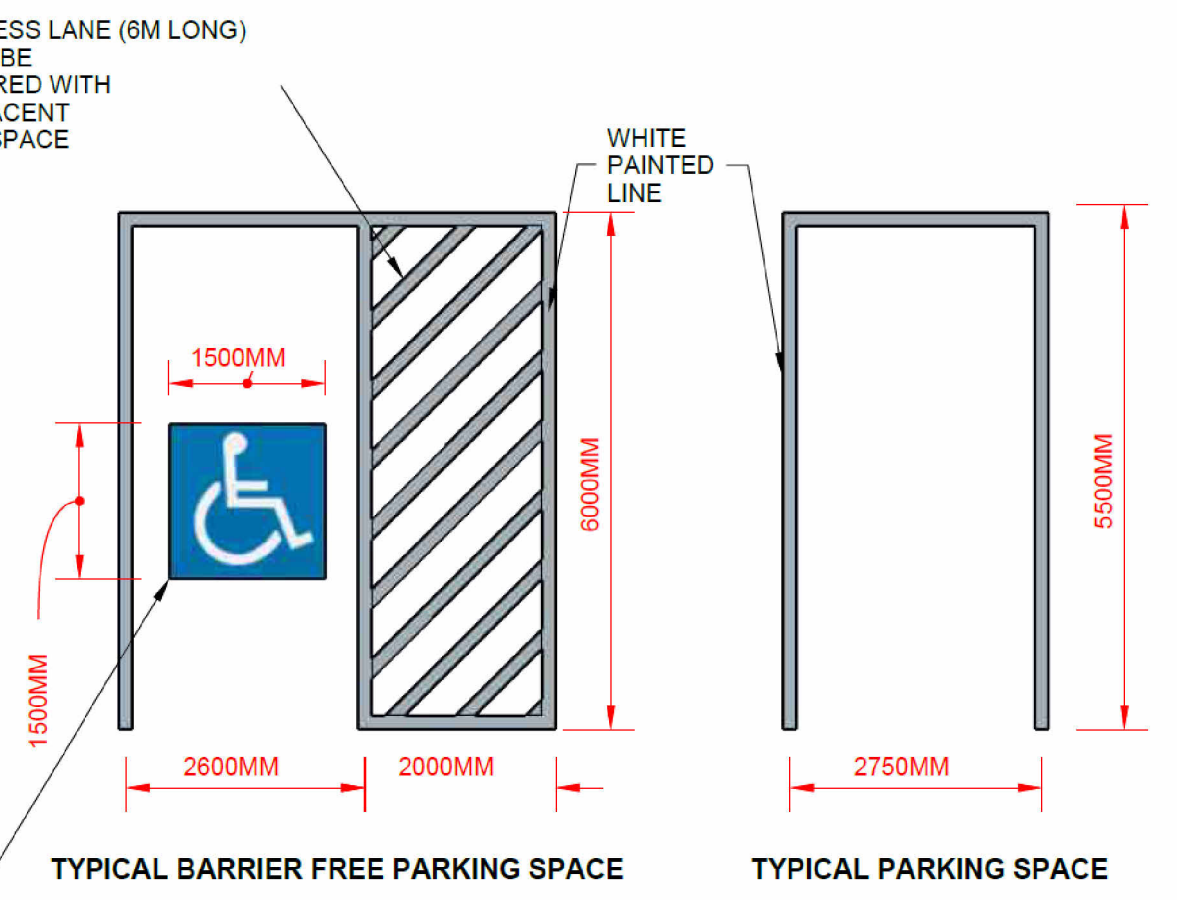 ESS LANE (6M LONG)
BE
RED WITH
ACENT
SPACE
WHITE
PAINTED
LINE
1500MM
6000MM
5500MM
1500MM
2600MM
2000MM
2750MM
TYPICAL BARRIER FREE PARKING SPACE
TYPICAL PARKING SPACE